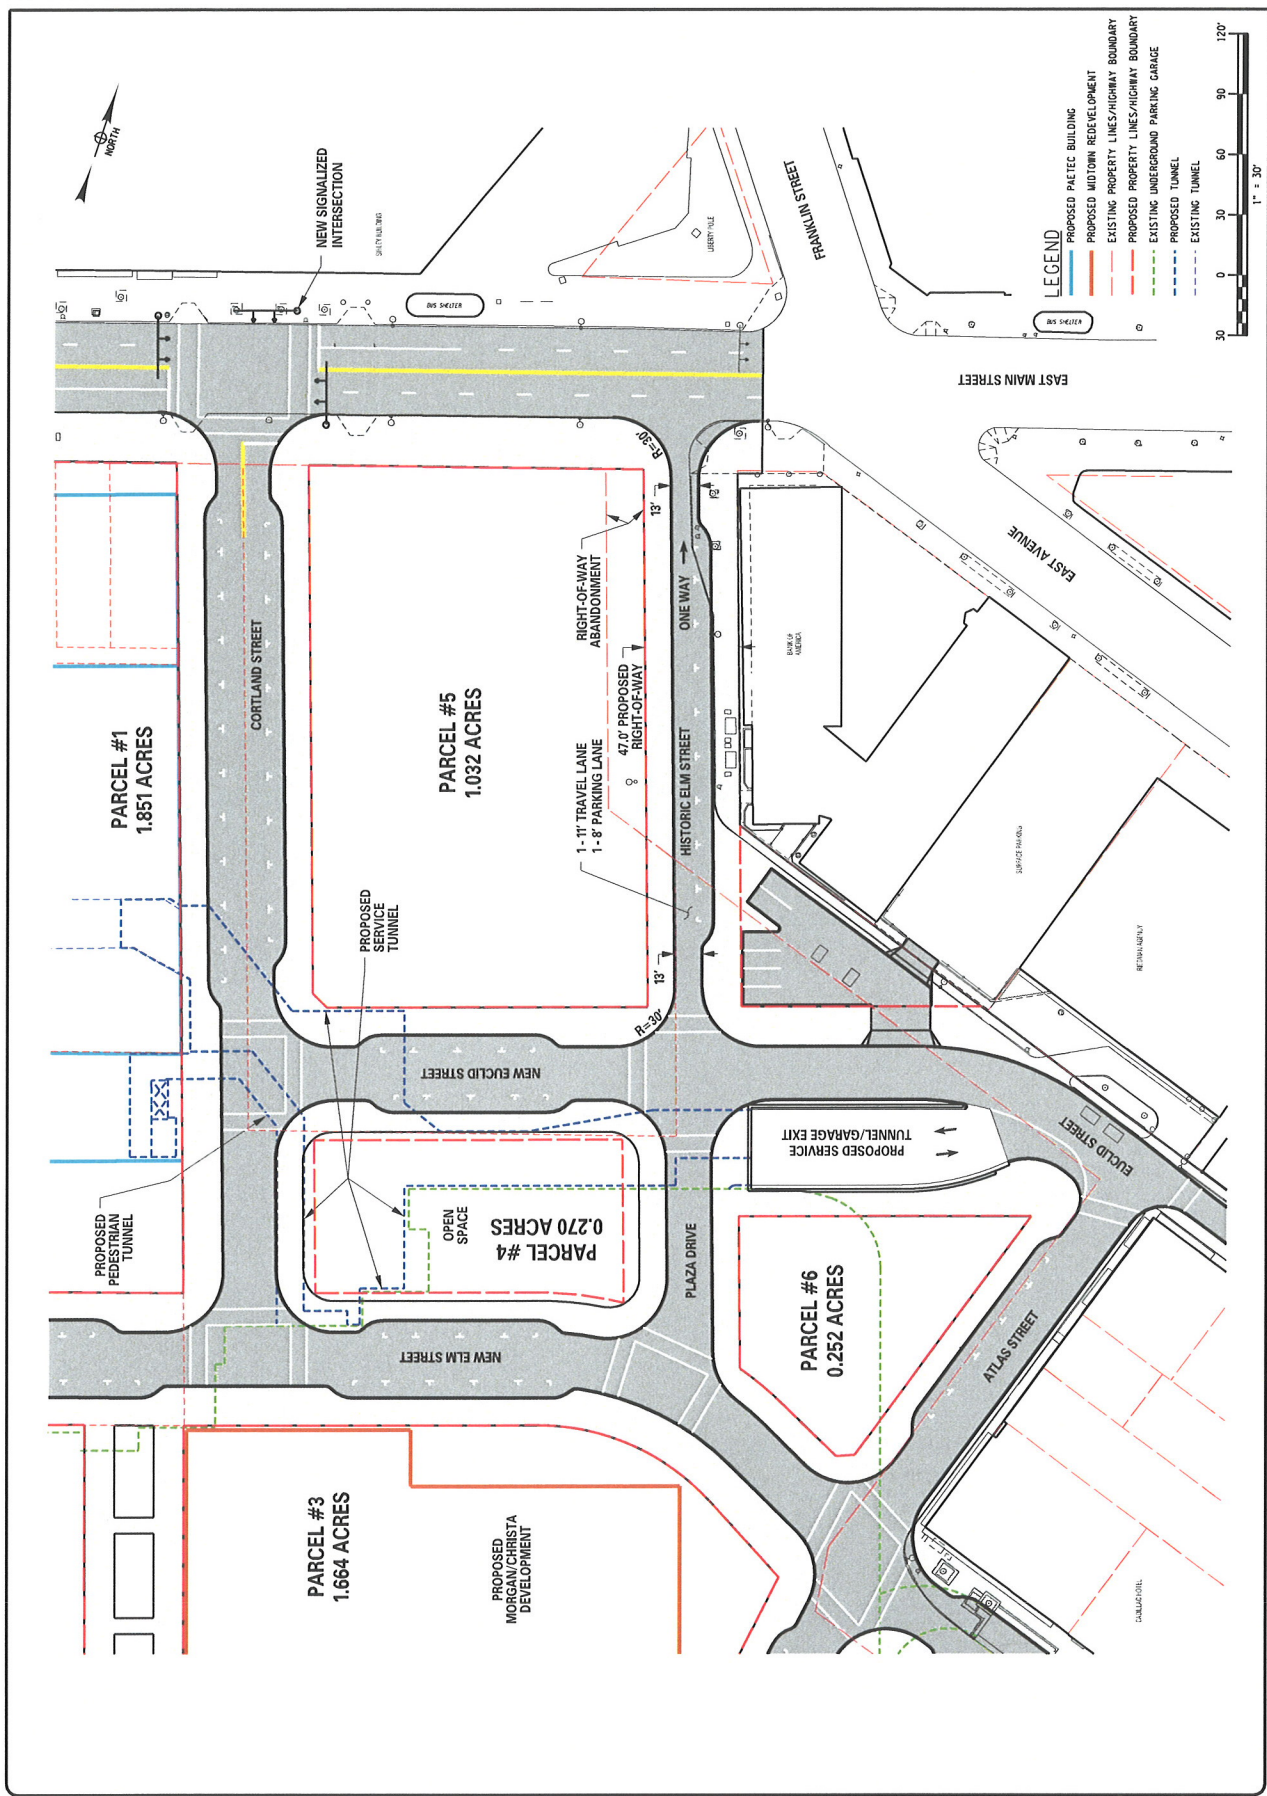 NORTH
NEW SIGNALIZED
INTERSECTION
SIBLEY BUILDING
BUS SHELTER
LIBERTY POLE
FRANKLIN STREET
BUS SHELTER
EAST MAIN STREET
EAST AVENUE
LEGEND
PROPOSED PAETEC BUILDING
PROPOSED MIDTOWN REDEVELOPMENT
EXISTING PROPERTY LINES/HIGHWAY BOUNDARY
PROPOSED PROPERTY LINES/HIGHWAY BOUNDARY
EXISTING UNDERGROUND PARKING GARAGE
PROPOSED TUNNEL
EXISTING TUNNEL
30
0
30
60
90
120'
1" = 30'
PARCEL #1
1.851 ACRES
CORTLAND STREET
PARCEL #5
1.032 ACRES
RIGHT-OF-WAY
ABANDONMENT
47.0' PROPOSED
RIGHT-OF-WAY
1 - 11' TRAVEL LANE
1 - 8' PARKING LANE
R=30'
13'
ONE WAY
HISTORIC ELM STREET
13'
R=30'
BANK OF
AMERICA
SURFACE PARKING
PROPOSED
SERVICE
TUNNEL
NEW EUCLID STREET
PROPOSED
PEDESTRIAN
TUNNEL
OPEN
SPACE
PARCEL #4
0.270 ACRES
PLAZA DRIVE
PROPOSED SERVICE
TUNNEL/GARAGE EXIT
EUCLID STREET
NEW ELM STREET
PARCEL #6
0.252 ACRES
ATLAS STREET
PARCEL #3
1.664 ACRES
PROPOSED
MORGAN/CHRISTA
DEVELOPMENT
CADILLAC HOTEL